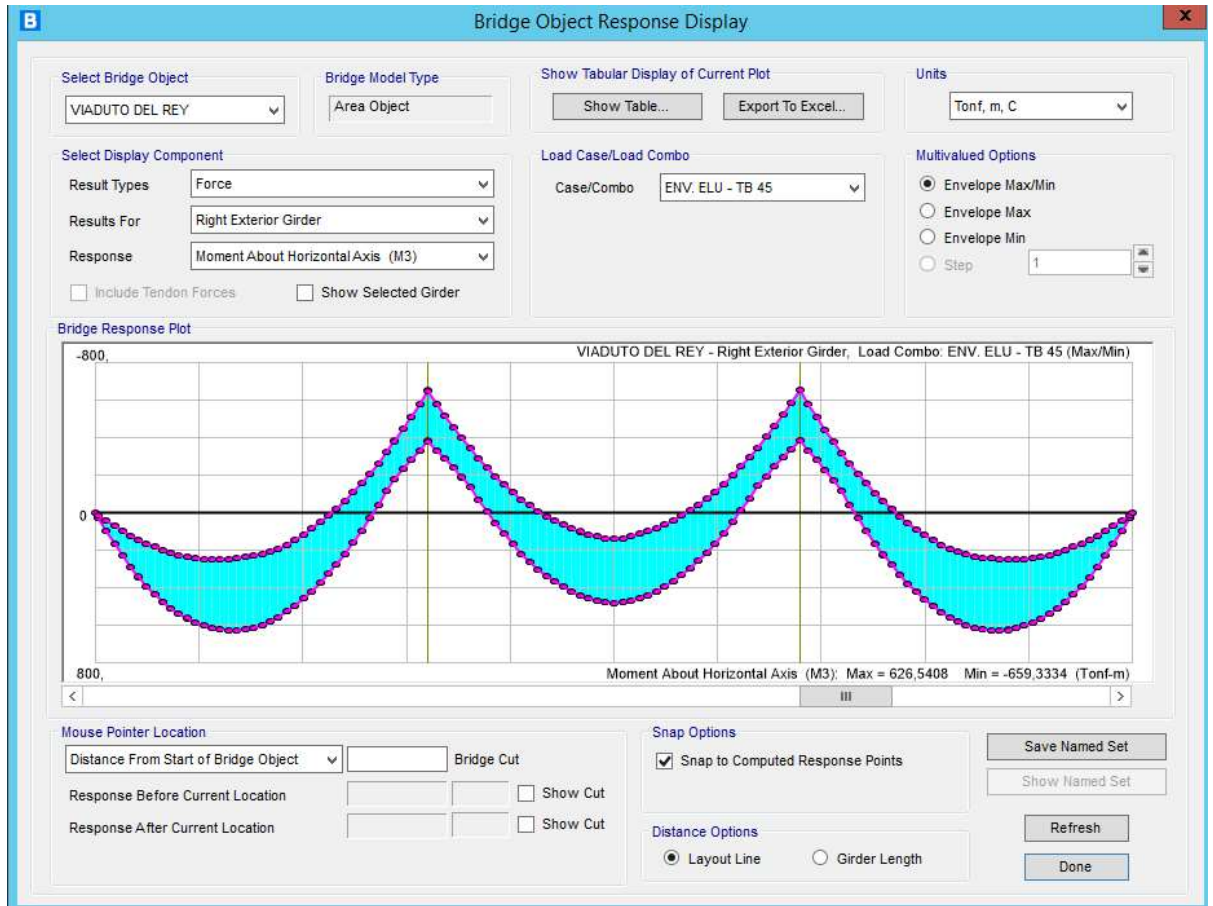 B Bridge Object Response Display x
Select Bridge Object
VIADUTO DEL REY
Bridge Model Type
Area Object
Show Tabular Display of Current Plot
Show Table... Export To Excel...
Units
Tonf, m, C
Select Display Component
Result Types Force
Results For Right Exterior Girder
Response Moment About Horizontal Axis (M3)
Include Tendon Forces Show Selected Girder
Load Case/Load Combo
Case/Combo ENV. ELU - TB 45
Multivalued Options
Envelope Max/Min
Envelope Max
Envelope Min
Step 1
Bridge Response Plot
-800, VIADUTO DEL REY - Right Exterior Girder, Load Combo: ENV. ELU - TB 45 (Max/Min)
0
800, Moment About Horizontal Axis (M3): Max = 626,5408 Min = -659,3334 (Tonf-m)
Mouse Pointer Location
Distance From Start of Bridge Object Bridge Cut
Response Before Current Location Show Cut
Response After Current Location Show Cut
Snap Options
Snap to Computed Response Points
Distance Options
Layout Line Girder Length
Save Named Set
Show Named Set
Refresh
Done